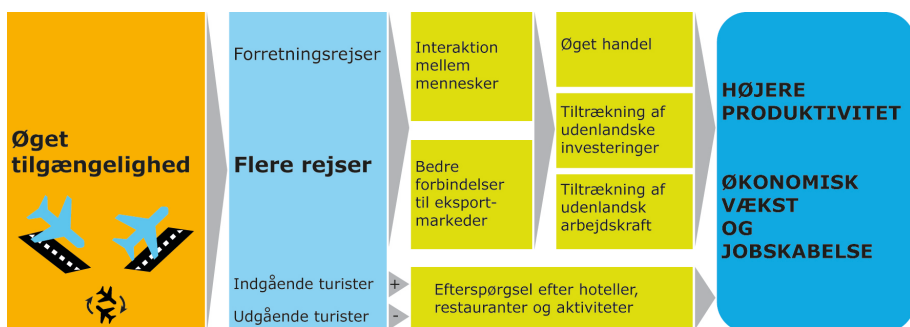 Øget
tilgængelighed
Forretningsrejser
Flere rejser
Indgående turister
+
Udgående turister
-
Interaktion
mellem
mennesker
Bedre
forbindelser
til eksport-
markeder
Øget handel
Tiltrækning af
udenlandske
investeringer
Tiltrækning af
udenlandsk
arbejdskraft
Efterspørgsel efter hoteller,
restauranter og aktiviteter
HØJERE
PRODUKTIVITET
ØKONOMISK
VÆKST
OG
JOBSKABELSE